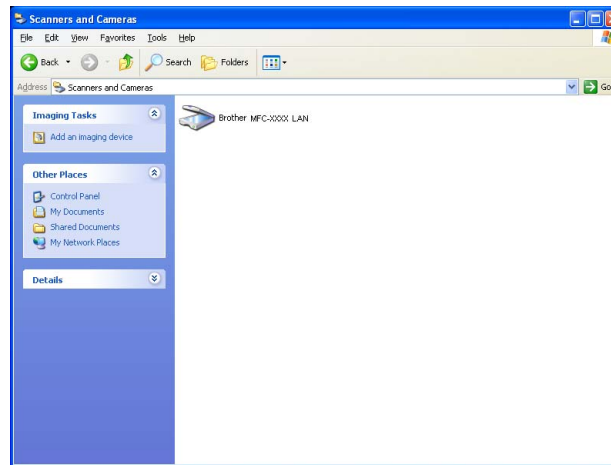 Scanners and Cameras
File Edit View Favorites Tools Help
Back Search Folders
Address Scanners and Cameras Go
Imaging Tasks
Add an imaging device
Other Places
Control Panel
My Documents
Shared Documents
My Network Places
Details
Brother MFC-XXXX LAN